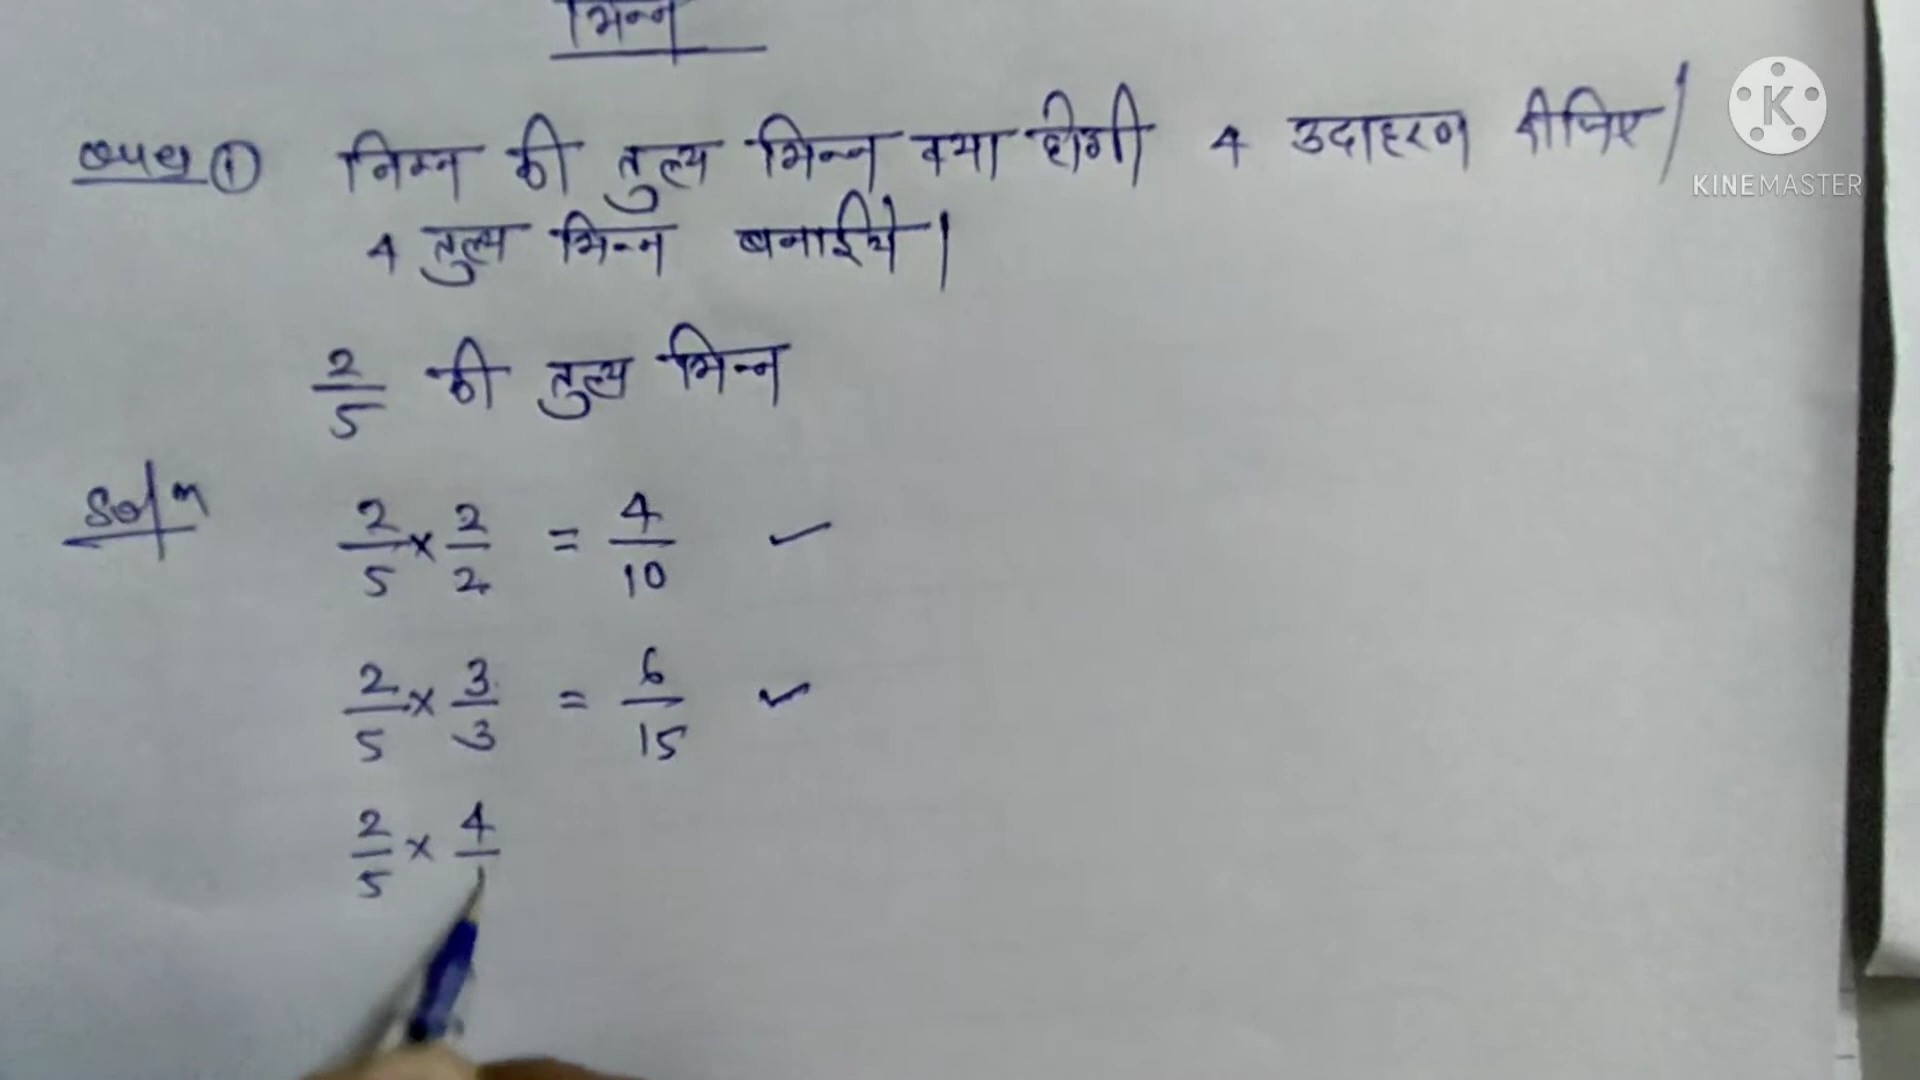 भिन्न
प्रश्न ① निम्न की तुल्य भिन्न क्या होगी 4 उदाहरण दीजिए।
4 तुल्य भिन्न बनाईये।
2/5 की तुल्य भिन्न
Solⁿ 2/5 × 2/2 = 4/10 ✓
2/5 × 3/3 = 6/15 ✓
2/5 × 4/
KINEMASTER